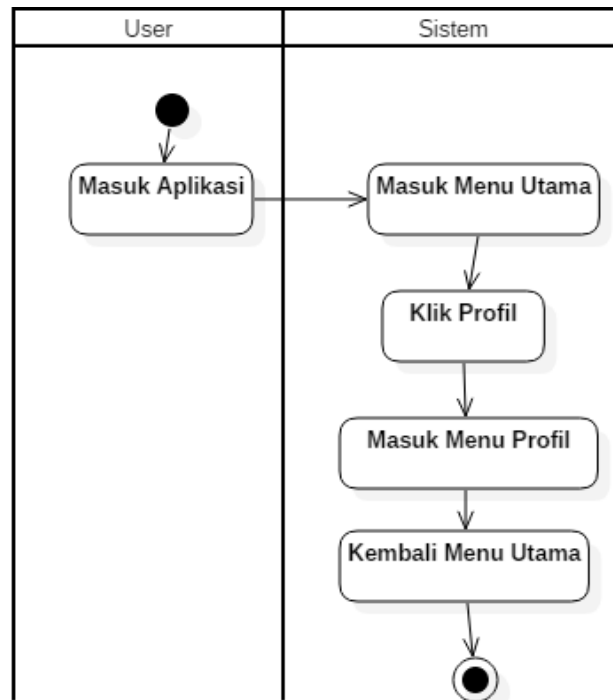 User
Sistem
Masuk Aplikasi
Masuk Menu Utama
Klik Profil
Masuk Menu Profil
Kembali Menu Utama